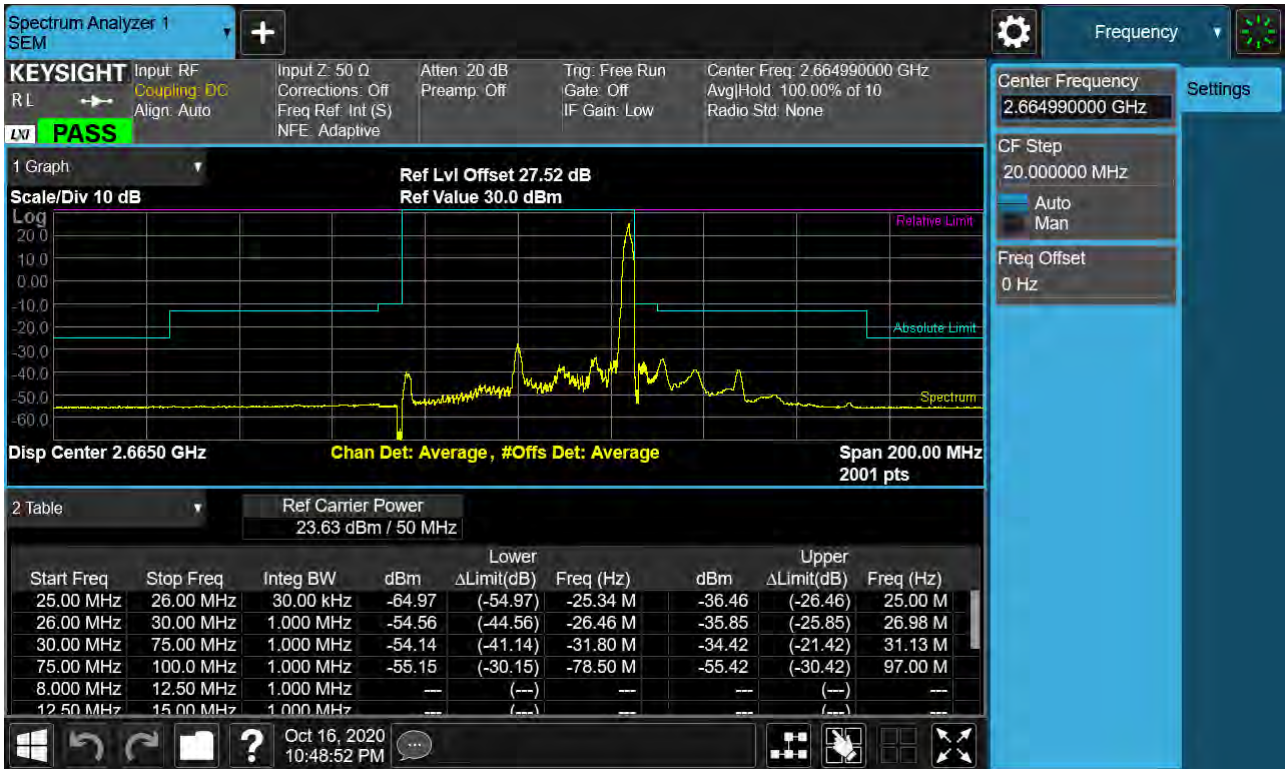 Spectrum Analyzer 1
SEM
Frequency
KEYSIGHT
R L
LXI PASS
Input: RF
Coupling: DC
Align: Auto
Input Z: 50 Ω
Corrections: Off
Freq Ref: Int (S)
NFE: Adaptive
Atten: 20 dB
Preamp: Off
Trig: Free Run
Gate: Off
IF Gain: Low
Center Freq: 2.664990000 GHz
Avg|Hold: 100.00% of 10
Radio Std: None
Center Frequency
2.664990000 GHz
Settings
CF Step
20.000000 MHz
Auto
Man
Freq Offset
0 Hz
1 Graph
Scale/Div 10 dB
Ref Lvl Offset 27.52 dB
Ref Value 30.0 dBm
Log
20.0
10.0
0.00
-10.0
-20.0
-30.0
-40.0
-50.0
-60.0
Relative Limit
Absolute Limit
Spectrum
Disp Center 2.6650 GHz
Chan Det: Average, #Offs Det: Average
Span 200.00 MHz
2001 pts
2 Table
Ref Carrier Power
23.63 dBm / 50 MHz
Lower Upper
Start Freq Stop Freq Integ BW dBm ΔLimit(dB) Freq (Hz) dBm ΔLimit(dB) Freq (Hz)
25.00 MHz 26.00 MHz 30.00 kHz -64.97 (-54.97) -25.34 M -36.46 (-26.46) 25.00 M
26.00 MHz 30.00 MHz 1.000 MHz -54.56 (-44.56) -26.46 M -35.85 (-25.85) 26.98 M
30.00 MHz 75.00 MHz 1.000 MHz -54.14 (-41.14) -31.80 M -34.42 (-21.42) 31.13 M
75.00 MHz 100.0 MHz 1.000 MHz -55.15 (-30.15) -78.50 M -55.42 (-30.42) 97.00 M
8.000 MHz 12.50 MHz 1.000 MHz --- (---) --- --- (---) ---
12.50 MHz 15.00 MHz 1.000 MHz --- (---) --- --- (---) ---
?
Oct 16, 2020
10:48:52 PM